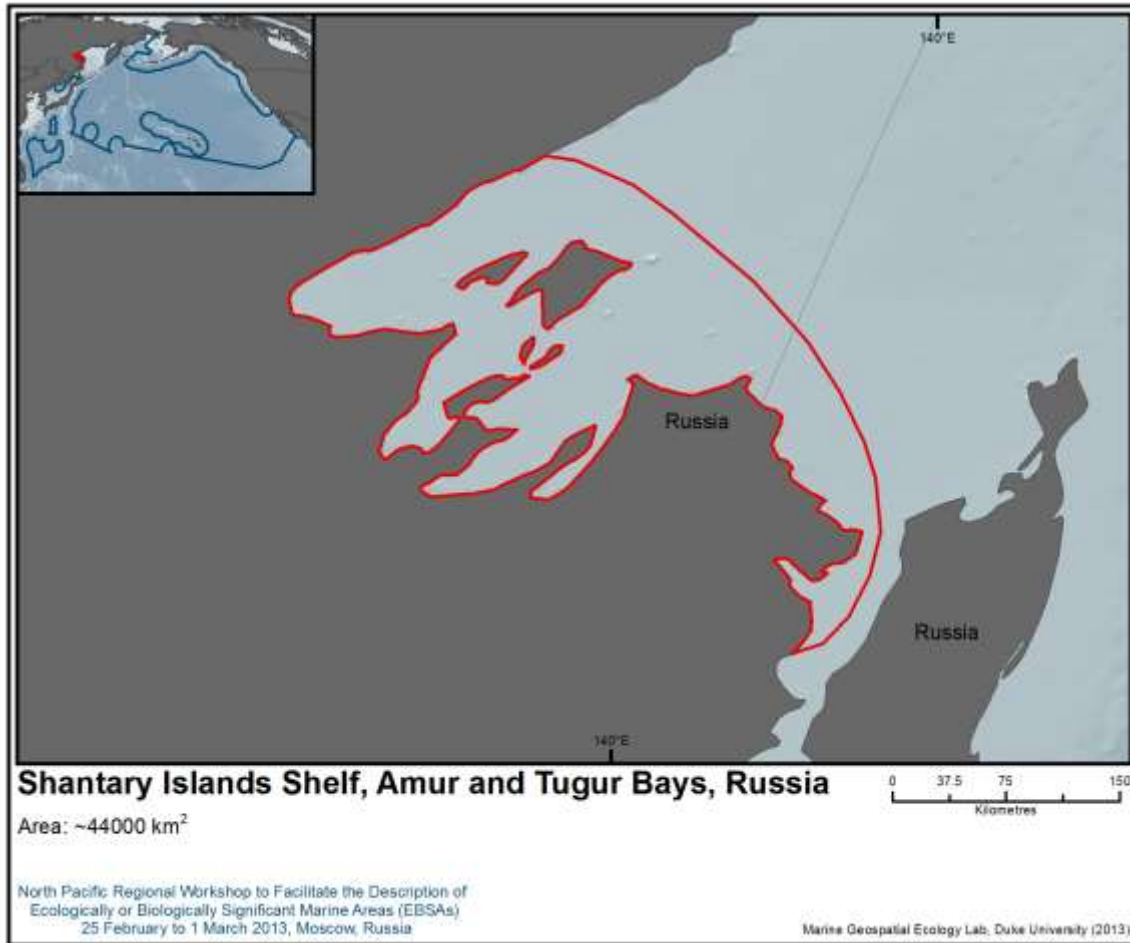 140°E
Russia
Russia
140°E
Shantary Islands Shelf, Amur and Tugur Bays, Russia
Area: ~44000 km²
0 37.5 75 150
Kilometres
North Pacific Regional Workshop to Facilitate the Description of
Ecologically or Biologically Significant Marine Areas (EBSAs)
25 February to 1 March 2013, Moscow, Russia
Marine Geospatial Ecology Lab, Duke University (2013)